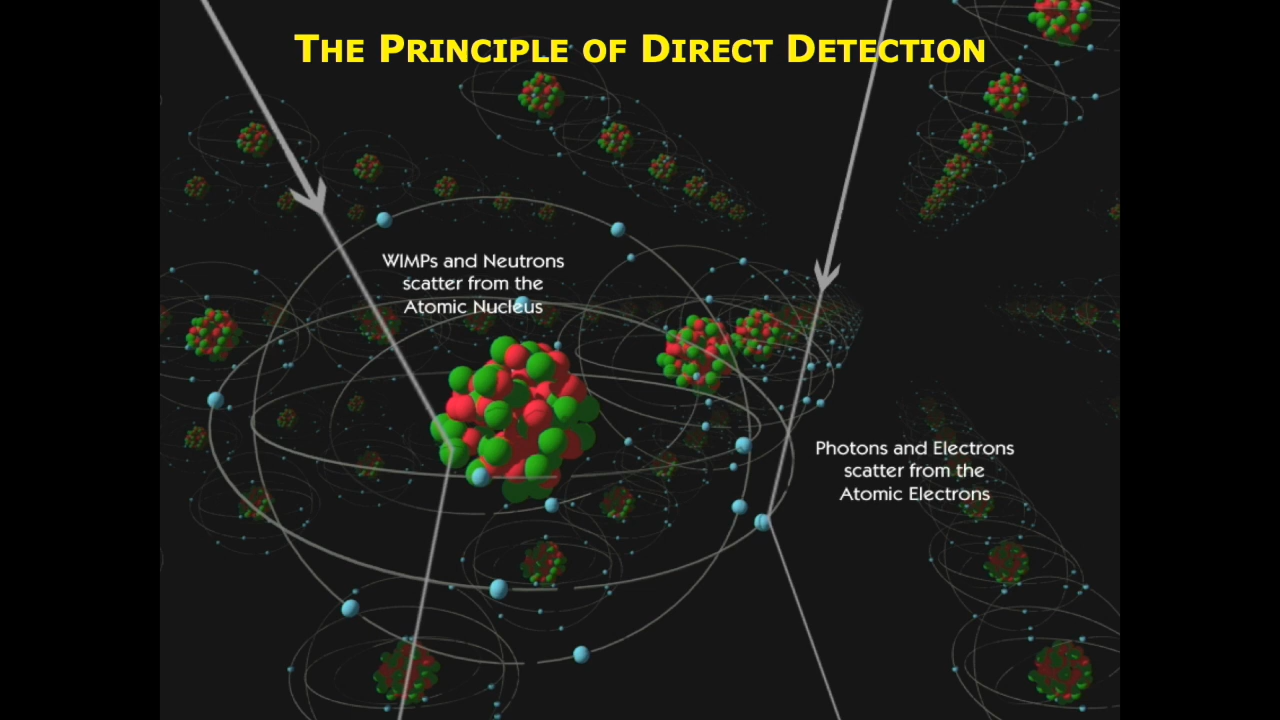 THE PRINCIPLE OF DIRECT DETECTION
WIMPs and Neutrons
scatter from the
Atomic Nucleus
Photons and Electrons
scatter from the
Atomic Electrons